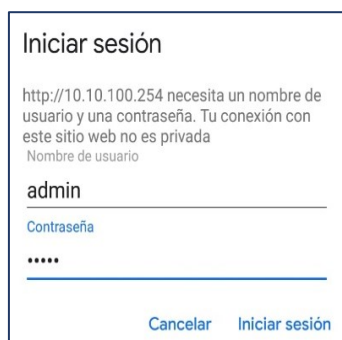 Iniciar sesión
http://10.10.100.254 necesita un nombre de
usuario y una contraseña. Tu conexión con
este sitio web no es privada
Nombre de usuario
admin
Contraseña
•••••
Cancelar Iniciar sesión